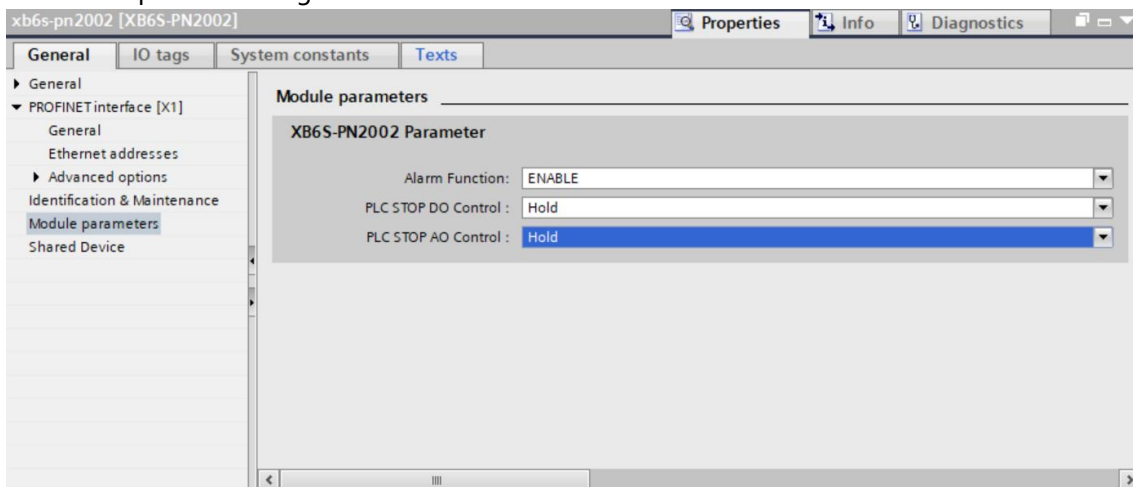 xb6s-pn2002 [XB6S-PN2002]
Properties
Info
Diagnostics
General
IO tags
System constants
Texts
General
PROFINET interface [X1]
General
Ethernet addresses
Advanced options
Identification & Maintenance
Module parameters
Shared Device
Module parameters
XB6S-PN2002 Parameter
Alarm Function: ENABLE
PLC STOP DO Control : Hold
PLC STOP AO Control : Hold